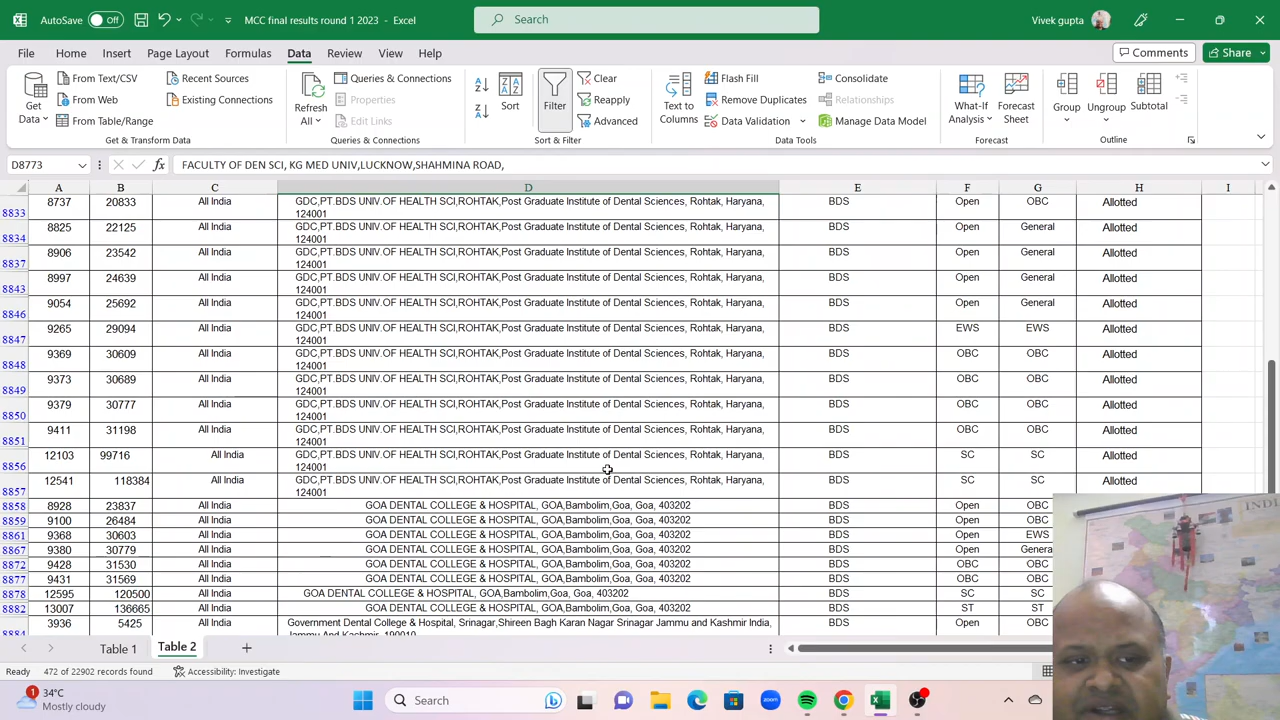 AutoSave Off MCC final results round 1 2023 - Excel Search Vivek gupta
File Home Insert Page Layout Formulas Data Review View Help Comments Share
Get Data From Text/CSV Recent Sources Refresh All Queries & Connections Sort Filter Clear Text to Columns Flash Fill Consolidate What-If Analysis Forecast Sheet Group Ungroup Subtotal
From Web Existing Connections Properties Reapply Remove Duplicates Relationships
From Table/Range Edit Links Advanced Data Validation Manage Data Model
Get & Transform Data Queries & Connections Sort & Filter Data Tools Forecast Outline
D8773 fx FACULTY OF DEN SCI, KG MED UNIV,LUCKNOW,SHAHMINA ROAD,
A B C D E F G H I
8833 8737 20833 All India GDC,PT.BDS UNIV.OF HEALTH SCI,ROHTAK,Post Graduate Institute of Dental Sciences, Rohtak, Haryana, BDS Open OBC Allotted
124001
8834 8825 22125 All India GDC,PT.BDS UNIV.OF HEALTH SCI,ROHTAK,Post Graduate Institute of Dental Sciences, Rohtak, Haryana, BDS Open General Allotted
124001
8837 8906 23542 All India GDC,PT.BDS UNIV.OF HEALTH SCI,ROHTAK,Post Graduate Institute of Dental Sciences, Rohtak, Haryana, BDS Open General Allotted
124001
8843 8997 24639 All India GDC,PT.BDS UNIV.OF HEALTH SCI,ROHTAK,Post Graduate Institute of Dental Sciences, Rohtak, Haryana, BDS Open General Allotted
124001
8846 9054 25692 All India GDC,PT.BDS UNIV.OF HEALTH SCI,ROHTAK,Post Graduate Institute of Dental Sciences, Rohtak, Haryana, BDS Open General Allotted
124001
8847 9265 29094 All India GDC,PT.BDS UNIV.OF HEALTH SCI,ROHTAK,Post Graduate Institute of Dental Sciences, Rohtak, Haryana, BDS EWS EWS Allotted
124001
8848 9369 30609 All India GDC,PT.BDS UNIV.OF HEALTH SCI,ROHTAK,Post Graduate Institute of Dental Sciences, Rohtak, Haryana, BDS OBC OBC Allotted
124001
8849 9373 30689 All India GDC,PT.BDS UNIV.OF HEALTH SCI,ROHTAK,Post Graduate Institute of Dental Sciences, Rohtak, Haryana, BDS OBC OBC Allotted
124001
8850 9379 30777 All India GDC,PT.BDS UNIV.OF HEALTH SCI,ROHTAK,Post Graduate Institute of Dental Sciences, Rohtak, Haryana, BDS OBC OBC Allotted
124001
8851 9411 31198 All India GDC,PT.BDS UNIV.OF HEALTH SCI,ROHTAK,Post Graduate Institute of Dental Sciences, Rohtak, Haryana, BDS OBC OBC Allotted
124001
8856 12103 99716 All India GDC,PT.BDS UNIV.OF HEALTH SCI,ROHTAK,Post Graduate Institute of Dental Sciences, Rohtak, Haryana, BDS SC SC Allotted
124001
8857 12541 118384 All India GDC,PT.BDS UNIV.OF HEALTH SCI,ROHTAK,Post Graduate Institute of Dental Sciences, Rohtak, Haryana, BDS SC SC Allotted
124001
8858 8928 23837 All India GOA DENTAL COLLEGE & HOSPITAL, GOA,Bambolim,Goa, Goa, 403202 BDS Open OBC
8859 9100 26484 All India GOA DENTAL COLLEGE & HOSPITAL, GOA,Bambolim,Goa, Goa, 403202 BDS Open OBC
8861 9368 30603 All India GOA DENTAL COLLEGE & HOSPITAL, GOA,Bambolim,Goa, Goa, 403202 BDS Open EWS
8867 9380 30779 All India GOA DENTAL COLLEGE & HOSPITAL, GOA,Bambolim,Goa, Goa, 403202 BDS Open Genera
8872 9428 31530 All India GOA DENTAL COLLEGE & HOSPITAL, GOA,Bambolim,Goa, Goa, 403202 BDS OBC OBC
8877 9431 31569 All India GOA DENTAL COLLEGE & HOSPITAL, GOA,Bambolim,Goa, Goa, 403202 BDS OBC OBC
8878 12595 120500 All India GOA DENTAL COLLEGE & HOSPITAL, GOA,Bambolim,Goa, Goa, 403202 BDS SC SC
8882 13007 136665 All India GOA DENTAL COLLEGE & HOSPITAL, GOA,Bambolim,Goa, Goa, 403202 BDS ST ST
8884 3936 5425 All India Government Dental College & Hospital, Srinagar,Shireen Bagh Karan Nagar Srinagar Jammu and Kashmir India, BDS Open OBC
Jammu And Kashmir, 190010
Table 1 Table 2
Ready 472 of 22902 records found Accessibility: Investigate
1 34°C Search zoom
Mostly cloudy